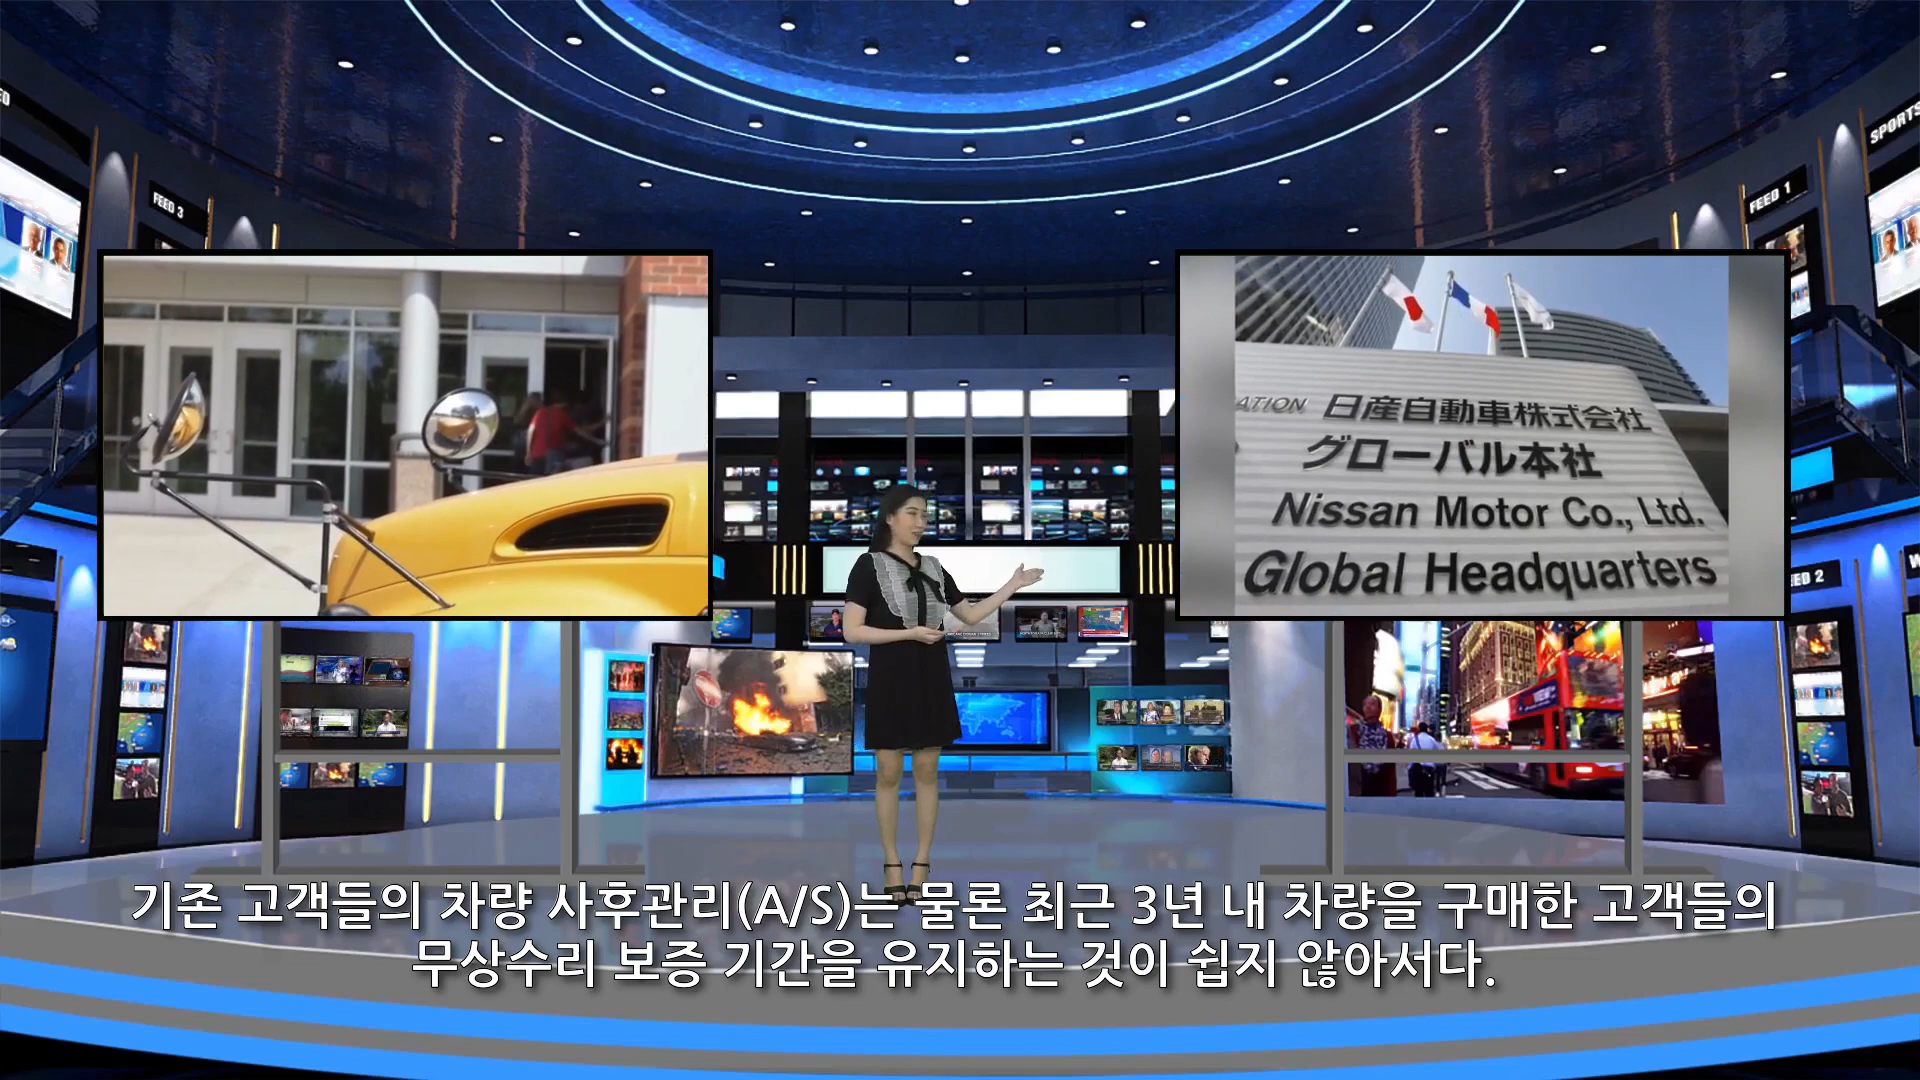 SPORTS
FEED 3
FEED 1
ATION 日産自動車株式会社
グローバル本社
Nissan Motor Co., Ltd.
Global Headquarters
FEED 2
기존 고객들의 차량 사후관리(A/S)는 물론 최근 3년 내 차량을 구매한 고객들의
무상수리 보증 기간을 유지하는 것이 쉽지 않아서다.